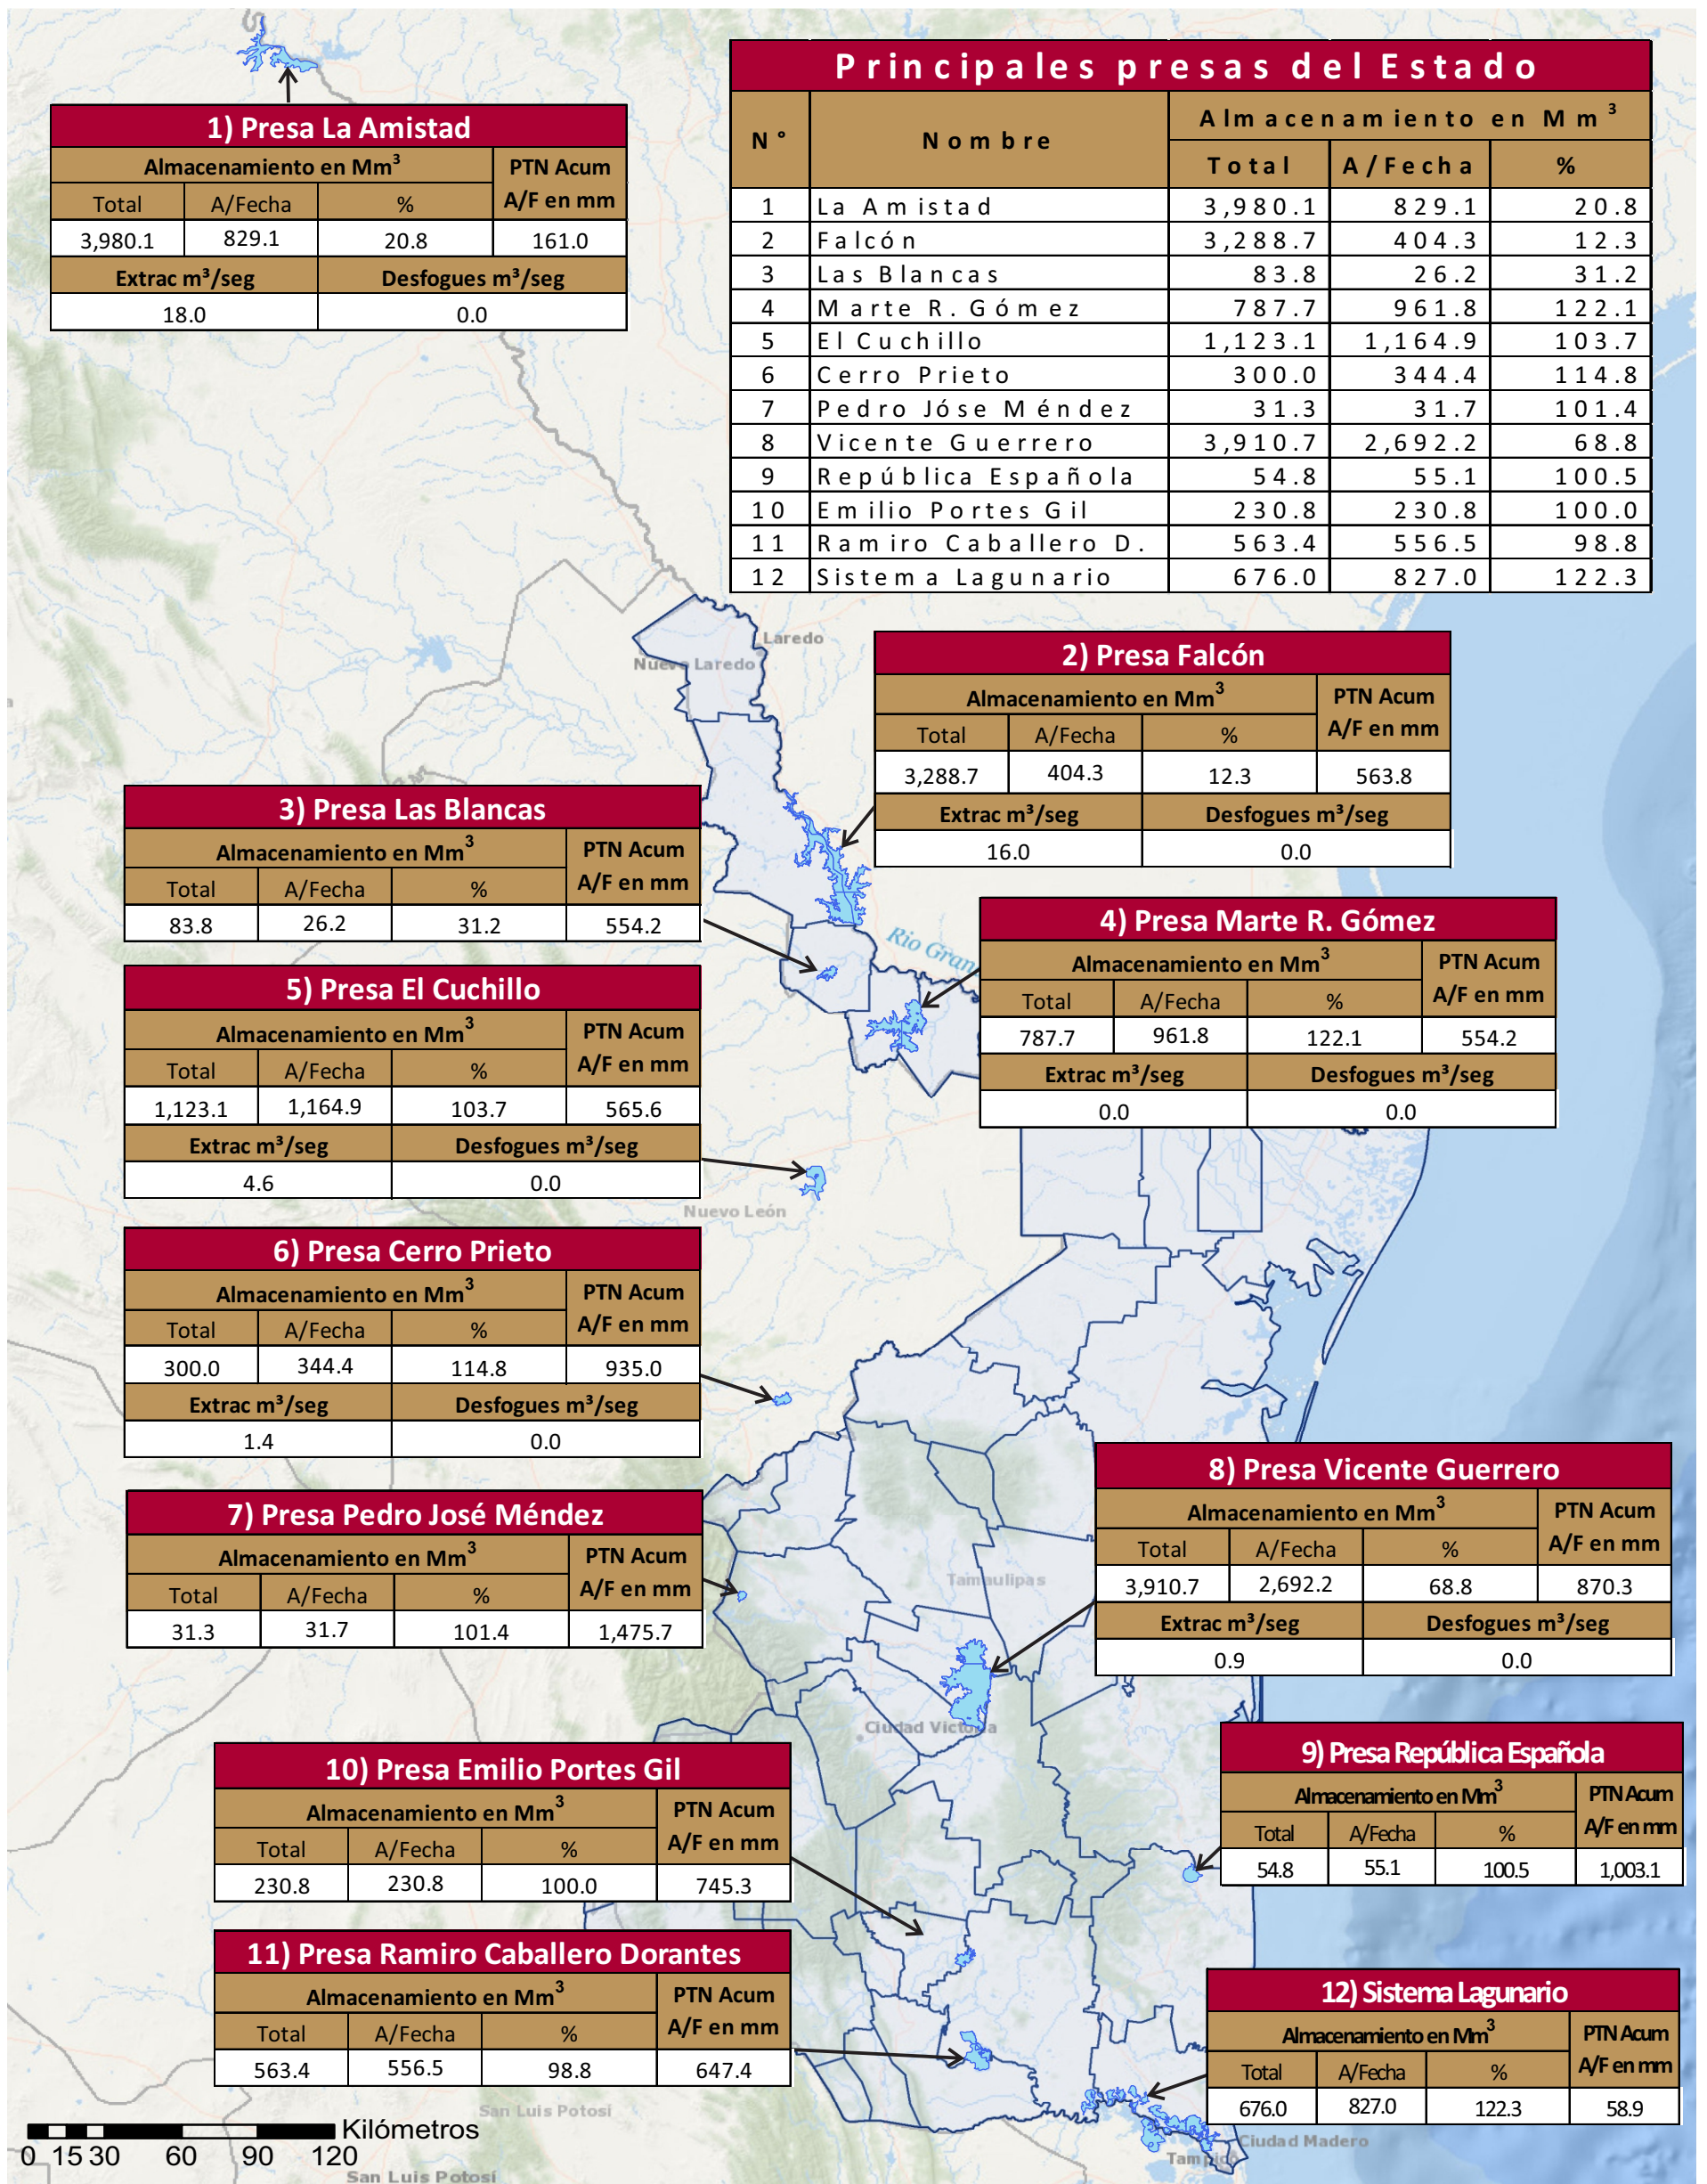 Principales presas del Estado
N° Nombre Almacenamiento en Mm³
Total A/Fecha %
1 La Amistad 3,980.1 829.1 20.8
2 Falcón 3,288.7 404.3 12.3
3 Las Blancas 83.8 26.2 31.2
4 Marte R. Gómez 787.7 961.8 122.1
5 El Cuchillo 1,123.1 1,164.9 103.7
6 Cerro Prieto 300.0 344.4 114.8
7 Pedro Jóse Méndez 31.3 31.7 101.4
8 Vicente Guerrero 3,910.7 2,692.2 68.8
9 República Española 54.8 55.1 100.5
10 Emilio Portes Gil 230.8 230.8 100.0
11 Ramiro Caballero D. 563.4 556.5 98.8
12 Sistema Lagunario 676.0 827.0 122.3
1) Presa La Amistad
Almacenamiento en Mm³ PTN Acum
Total A/Fecha % A/F en mm
3,980.1 829.1 20.8 161.0
Extrac m³/seg Desfogues m³/seg
18.0 0.0
Laredo
Nuevo Laredo
2) Presa Falcón
Almacenamiento en Mm³ PTN Acum
Total A/Fecha % A/F en mm
3,288.7 404.3 12.3 563.8
Extrac m³/seg Desfogues m³/seg
16.0 0.0
3) Presa Las Blancas
Almacenamiento en Mm³ PTN Acum
Total A/Fecha % A/F en mm
83.8 26.2 31.2 554.2
Rio Gran
4) Presa Marte R. Gómez
Almacenamiento en Mm³ PTN Acum
Total A/Fecha % A/F en mm
787.7 961.8 122.1 554.2
Extrac m³/seg Desfogues m³/seg
0.0 0.0
5) Presa El Cuchillo
Almacenamiento en Mm³ PTN Acum
Total A/Fecha % A/F en mm
1,123.1 1,164.9 103.7 565.6
Extrac m³/seg Desfogues m³/seg
4.6 0.0
Nuevo León
6) Presa Cerro Prieto
Almacenamiento en Mm³ PTN Acum
Total A/Fecha % A/F en mm
300.0 344.4 114.8 935.0
Extrac m³/seg Desfogues m³/seg
1.4 0.0
7) Presa Pedro José Méndez
Almacenamiento en Mm³ PTN Acum
Total A/Fecha % A/F en mm
31.3 31.7 101.4 1,475.7
Tamaulipas
8) Presa Vicente Guerrero
Almacenamiento en Mm³ PTN Acum
Total A/Fecha % A/F en mm
3,910.7 2,692.2 68.8 870.3
Extrac m³/seg Desfogues m³/seg
0.9 0.0
Ciudad Victoria
9) Presa República Española
Almacenamiento en Mm³ PTN Acum
Total A/Fecha % A/F en mm
54.8 55.1 100.5 1,003.1
10) Presa Emilio Portes Gil
Almacenamiento en Mm³ PTN Acum
Total A/Fecha % A/F en mm
230.8 230.8 100.0 745.3
11) Presa Ramiro Caballero Dorantes
Almacenamiento en Mm³ PTN Acum
Total A/Fecha % A/F en mm
563.4 556.5 98.8 647.4
12) Sistema Lagunario
Almacenamiento en Mm³ PTN Acum
Total A/Fecha % A/F en mm
676.0 827.0 122.3 58.9
San Luis Potosí
Ciudad Madero
Tampico
Kilómetros
0 15 30 60 90 120
San Luis Potosí